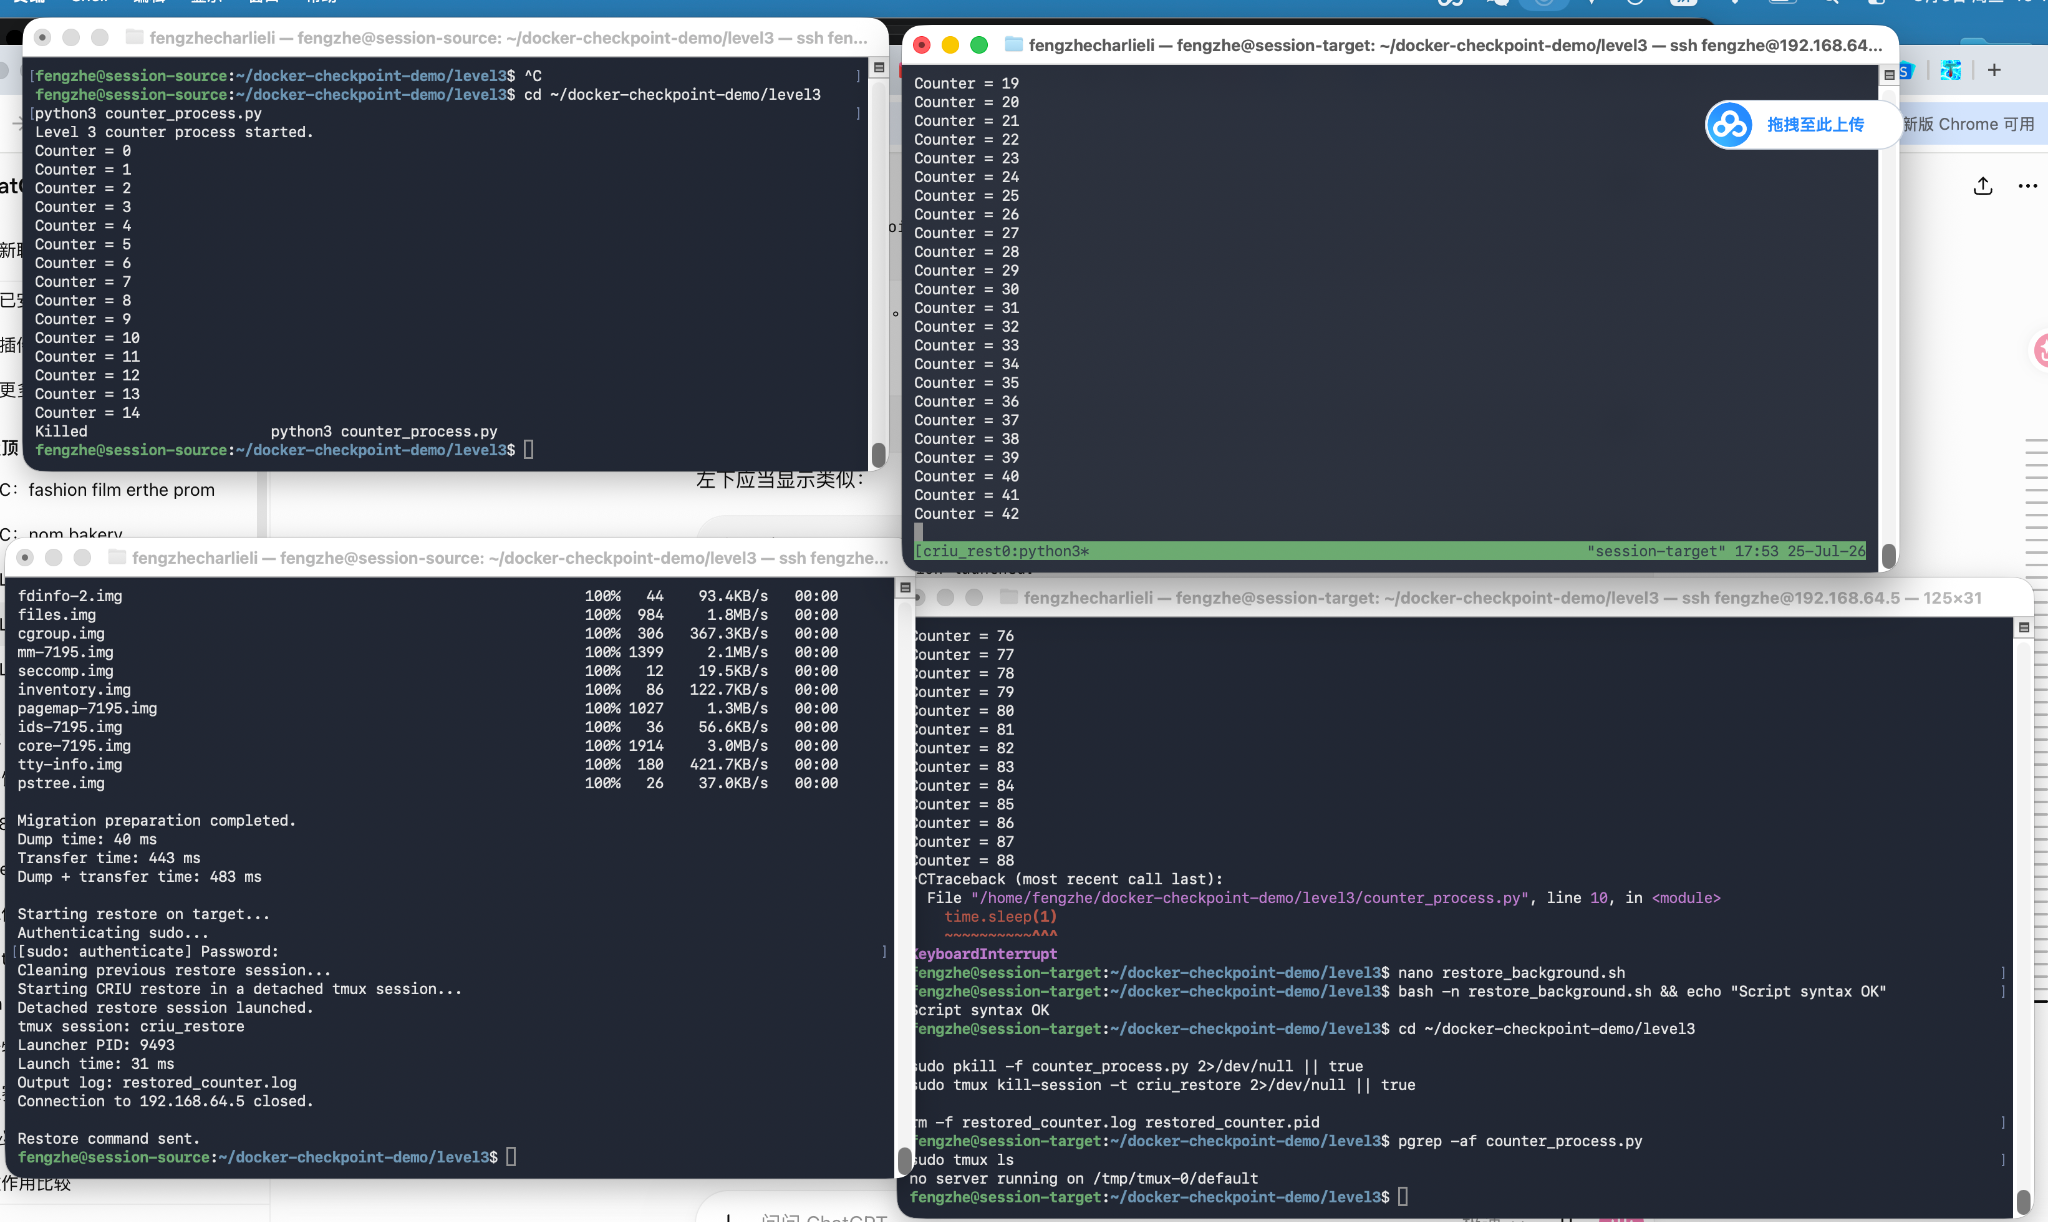 fengzhecharlieli — fengzhe@session-source: ~/docker-checkpoint-demo/level3 — ssh fen...
[fengzhe@session-source:~/docker-checkpoint-demo/level3$ ^C ]
fengzhe@session-source:~/docker-checkpoint-demo/level3$ cd ~/docker-checkpoint-demo/level3
[python3 counter_process.py ]
Level 3 counter process started.
Counter = 0
Counter = 1
Counter = 2
Counter = 3
Counter = 4
Counter = 5
Counter = 6
Counter = 7
Counter = 8
Counter = 9
Counter = 10
Counter = 11
Counter = 12
Counter = 13
Counter = 14
Killed python3 counter_process.py
fengzhe@session-source:~/docker-checkpoint-demo/level3$
fengzhecharlieli — fengzhe@session-target: ~/docker-checkpoint-demo/level3 — ssh fengzhe@192.168.64...
Counter = 19
Counter = 20
Counter = 21
Counter = 22
Counter = 23
Counter = 24
Counter = 25
Counter = 26
Counter = 27
Counter = 28
Counter = 29
Counter = 30
Counter = 31
Counter = 32
Counter = 33
Counter = 34
Counter = 35
Counter = 36
Counter = 37
Counter = 38
Counter = 39
Counter = 40
Counter = 41
Counter = 42
[criu_rest0:python3* "session-target" 17:53 25-Jul-26
拖拽至此上传
新版 Chrome 可用
左下应当显示类似：
C: fashion film erthe prom
C: nom bakery
fengzhecharlieli — fengzhe@session-source: ~/docker-checkpoint-demo/level3 — ssh fengzhe...
fdinfo-2.img 100% 44 93.4KB/s 00:00
files.img 100% 984 1.8MB/s 00:00
cgroup.img 100% 306 367.3KB/s 00:00
mm-7195.img 100% 1399 2.1MB/s 00:00
seccomp.img 100% 12 19.5KB/s 00:00
inventory.img 100% 86 122.7KB/s 00:00
pagemap-7195.img 100% 1027 1.3MB/s 00:00
ids-7195.img 100% 36 56.6KB/s 00:00
core-7195.img 100% 1914 3.0MB/s 00:00
tty-info.img 100% 180 421.7KB/s 00:00
pstree.img 100% 26 37.0KB/s 00:00
Migration preparation completed.
Dump time: 40 ms
Transfer time: 443 ms
Dump + transfer time: 483 ms
Starting restore on target...
Authenticating sudo...
[[sudo: authenticate] Password: ]
Cleaning previous restore session...
Starting CRIU restore in a detached tmux session...
Detached restore session launched.
tmux session: criu_restore
Launcher PID: 9493
Launch time: 31 ms
Output log: restored_counter.log
Connection to 192.168.64.5 closed.
Restore command sent.
fengzhe@session-source:~/docker-checkpoint-demo/level3$
作用比较
fengzhecharlieli — fengzhe@session-target: ~/docker-checkpoint-demo/level3 — ssh fengzhe@192.168.64.5 — 125×31
Counter = 76
Counter = 77
Counter = 78
Counter = 79
Counter = 80
Counter = 81
Counter = 82
Counter = 83
Counter = 84
Counter = 85
Counter = 86
Counter = 87
Counter = 88
^CTraceback (most recent call last):
File "/home/fengzhe/docker-checkpoint-demo/level3/counter_process.py", line 10, in <module>
time.sleep(1)
~~~~~~~~~~^^^
KeyboardInterrupt
fengzhe@session-target:~/docker-checkpoint-demo/level3$ nano restore_background.sh ]
fengzhe@session-target:~/docker-checkpoint-demo/level3$ bash -n restore_background.sh && echo "Script syntax OK" ]
Script syntax OK
fengzhe@session-target:~/docker-checkpoint-demo/level3$ cd ~/docker-checkpoint-demo/level3
sudo pkill -f counter_process.py 2>/dev/null || true
sudo tmux kill-session -t criu_restore 2>/dev/null || true
rm -f restored_counter.log restored_counter.pid ]
fengzhe@session-target:~/docker-checkpoint-demo/level3$ pgrep -af counter_process.py
sudo tmux ls ]
no server running on /tmp/tmux-0/default
fengzhe@session-target:~/docker-checkpoint-demo/level3$